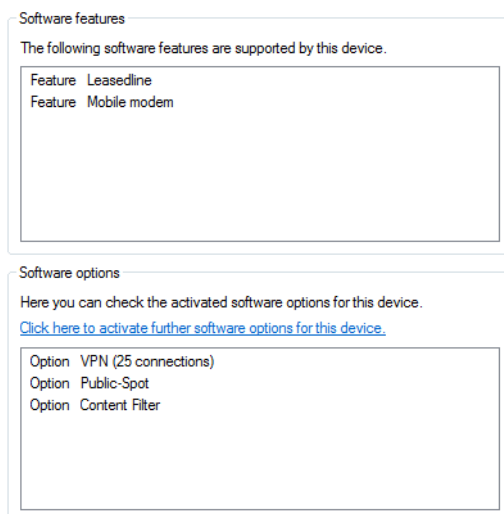 Software features
The following software features are supported by this device.
Feature Leasedline
Feature Mobile modem
Software options
Here you can check the activated software options for this device.
Click here to activate further software options for this device.
Option VPN (25 connections)
Option Public-Spot
Option Content Filter